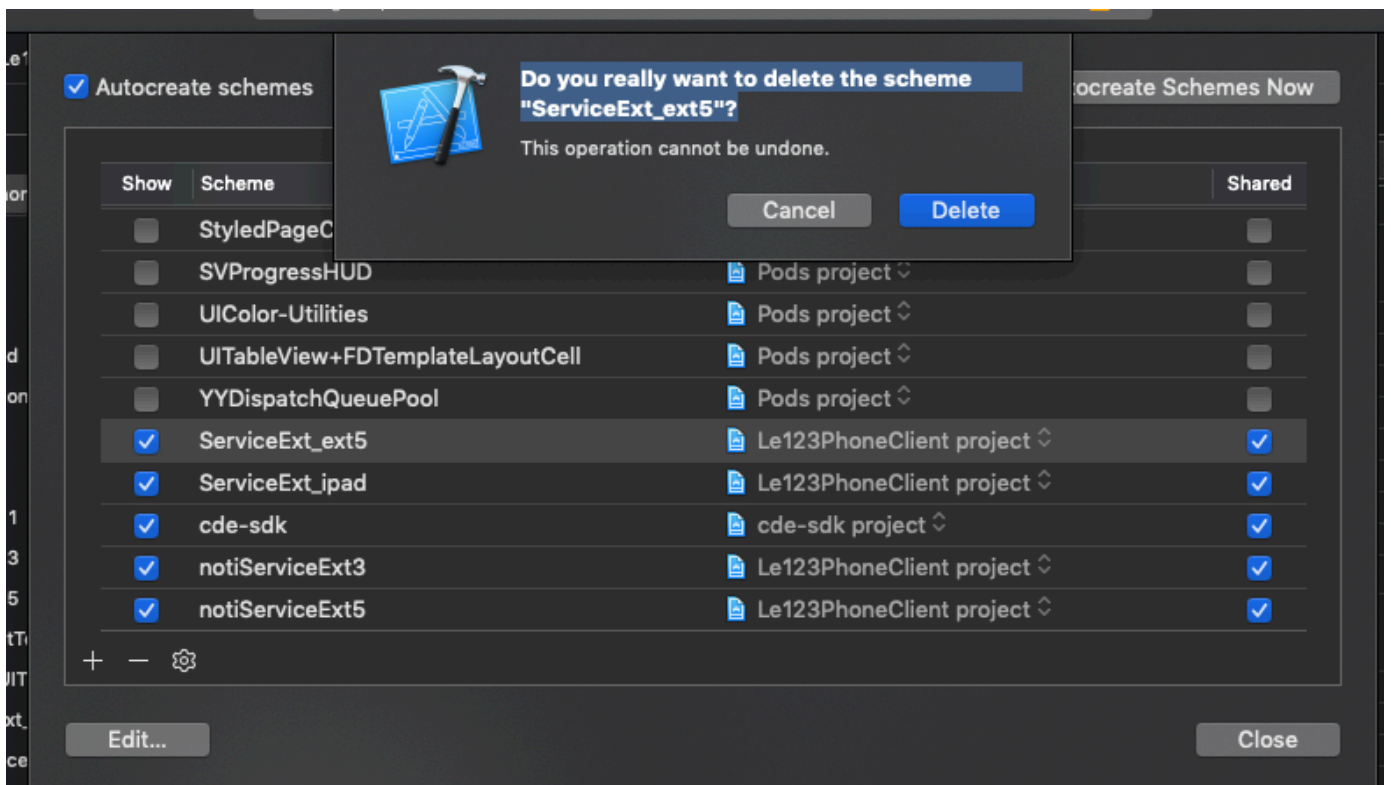 Do you really want to delete the scheme
"ServiceExt_ext5"?
This operation cannot be undone.
Cancel Delete
Autocreate schemes
Schemes Now
Show Scheme Shared
SVProgressHUD Pods project
UIColor-Utilities Pods project
UITableView+FDTemplateLayoutCell Pods project
YYDispatchQueuePool Pods project
ServiceExt_ext5 Le123PhoneClient project
ServiceExt_ipad Le123PhoneClient project
cde-sdk cde-sdk project
notiServiceExt3 Le123PhoneClient project
notiServiceExt5 Le123PhoneClient project
Edit... Close